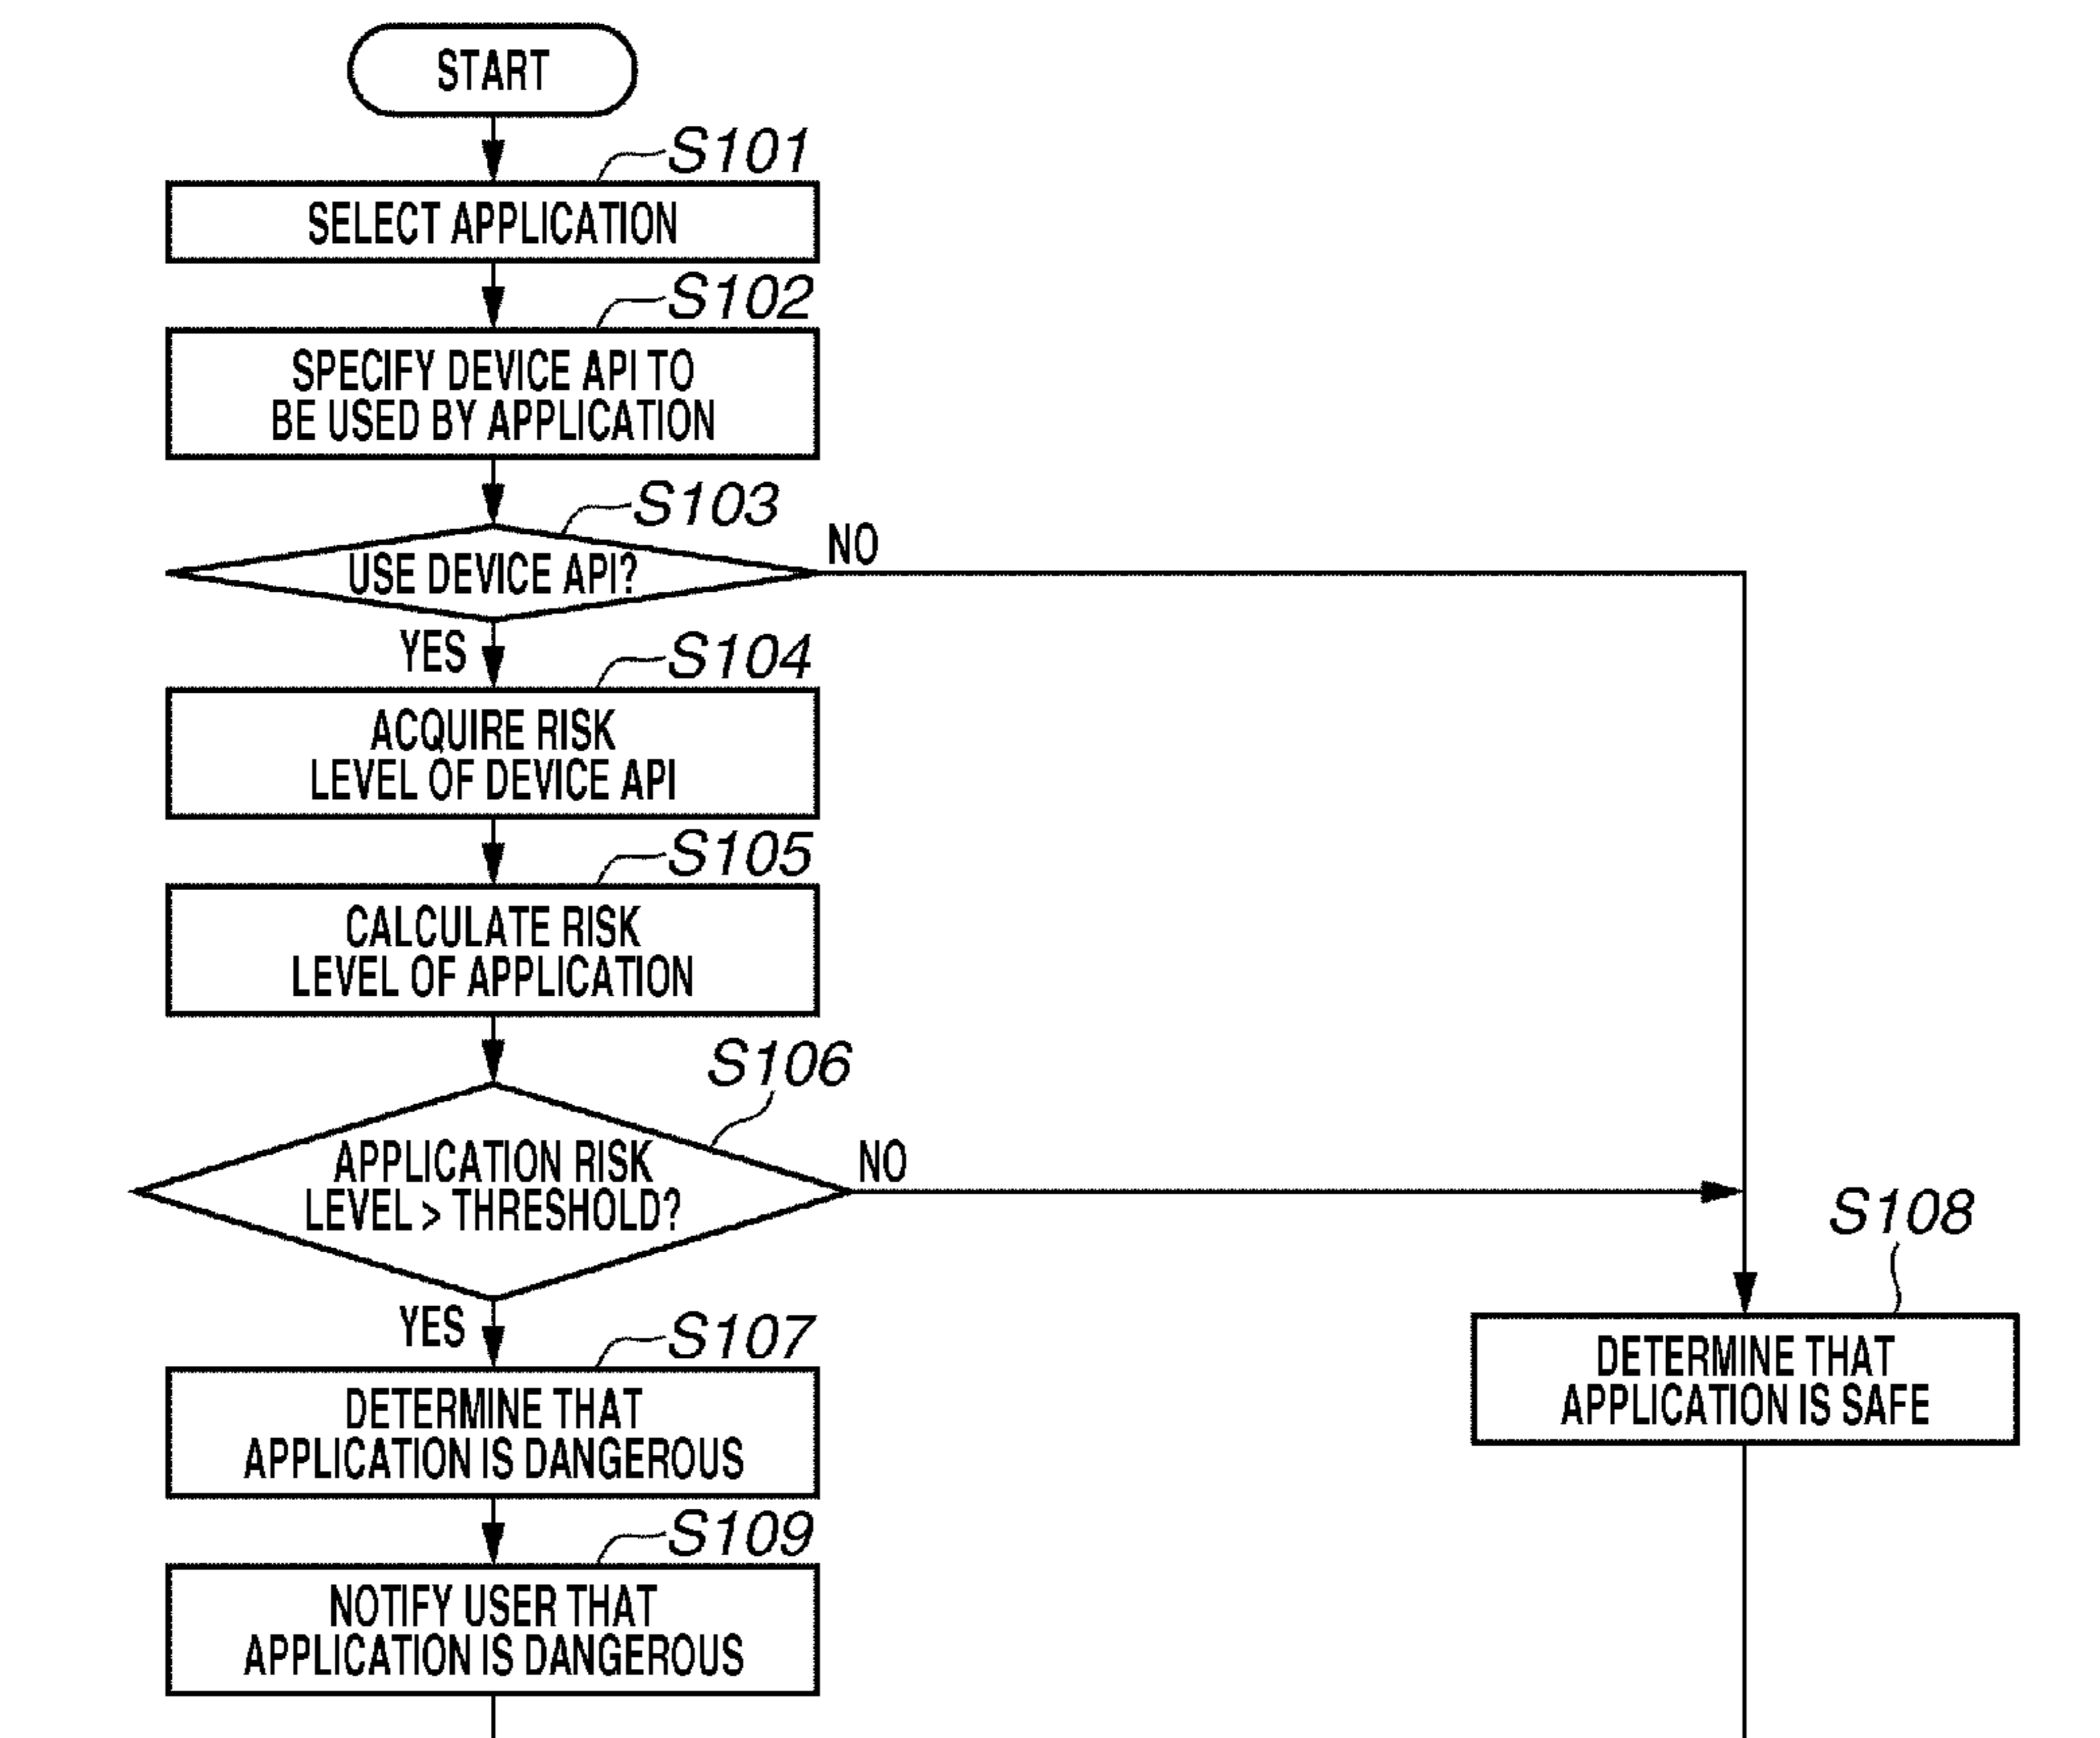 START
S101
SELECT APPLICATION
S102
SPECIFY DEVICE API TO
BE USED BY APPLICATION
S103
USE DEVICE API?
NO
YES
S104
ACQUIRE RISK
LEVEL OF DEVICE API
S105
CALCULATE RISK
LEVEL OF APPLICATION
S106
APPLICATION RISK
LEVEL > THRESHOLD?
NO
YES
S107
DETERMINE THAT
APPLICATION IS DANGEROUS
S108
DETERMINE THAT
APPLICATION IS SAFE
S109
NOTIFY USER THAT
APPLICATION IS DANGEROUS